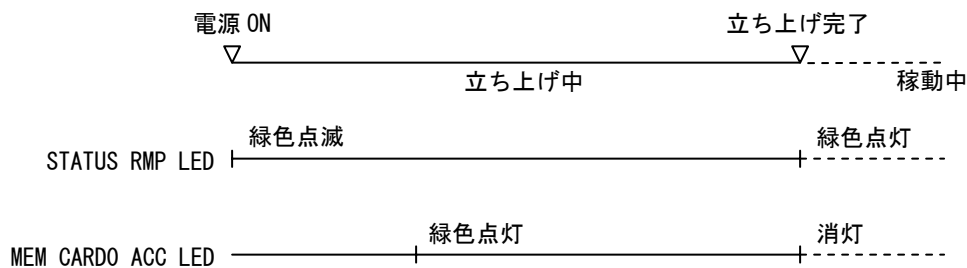 電源 ON 立ち上げ完了
立ち上げ中 稼動中
緑色点滅 緑色点灯
STATUS RMP LED
緑色点灯 消灯
MEM CARDO ACC LED